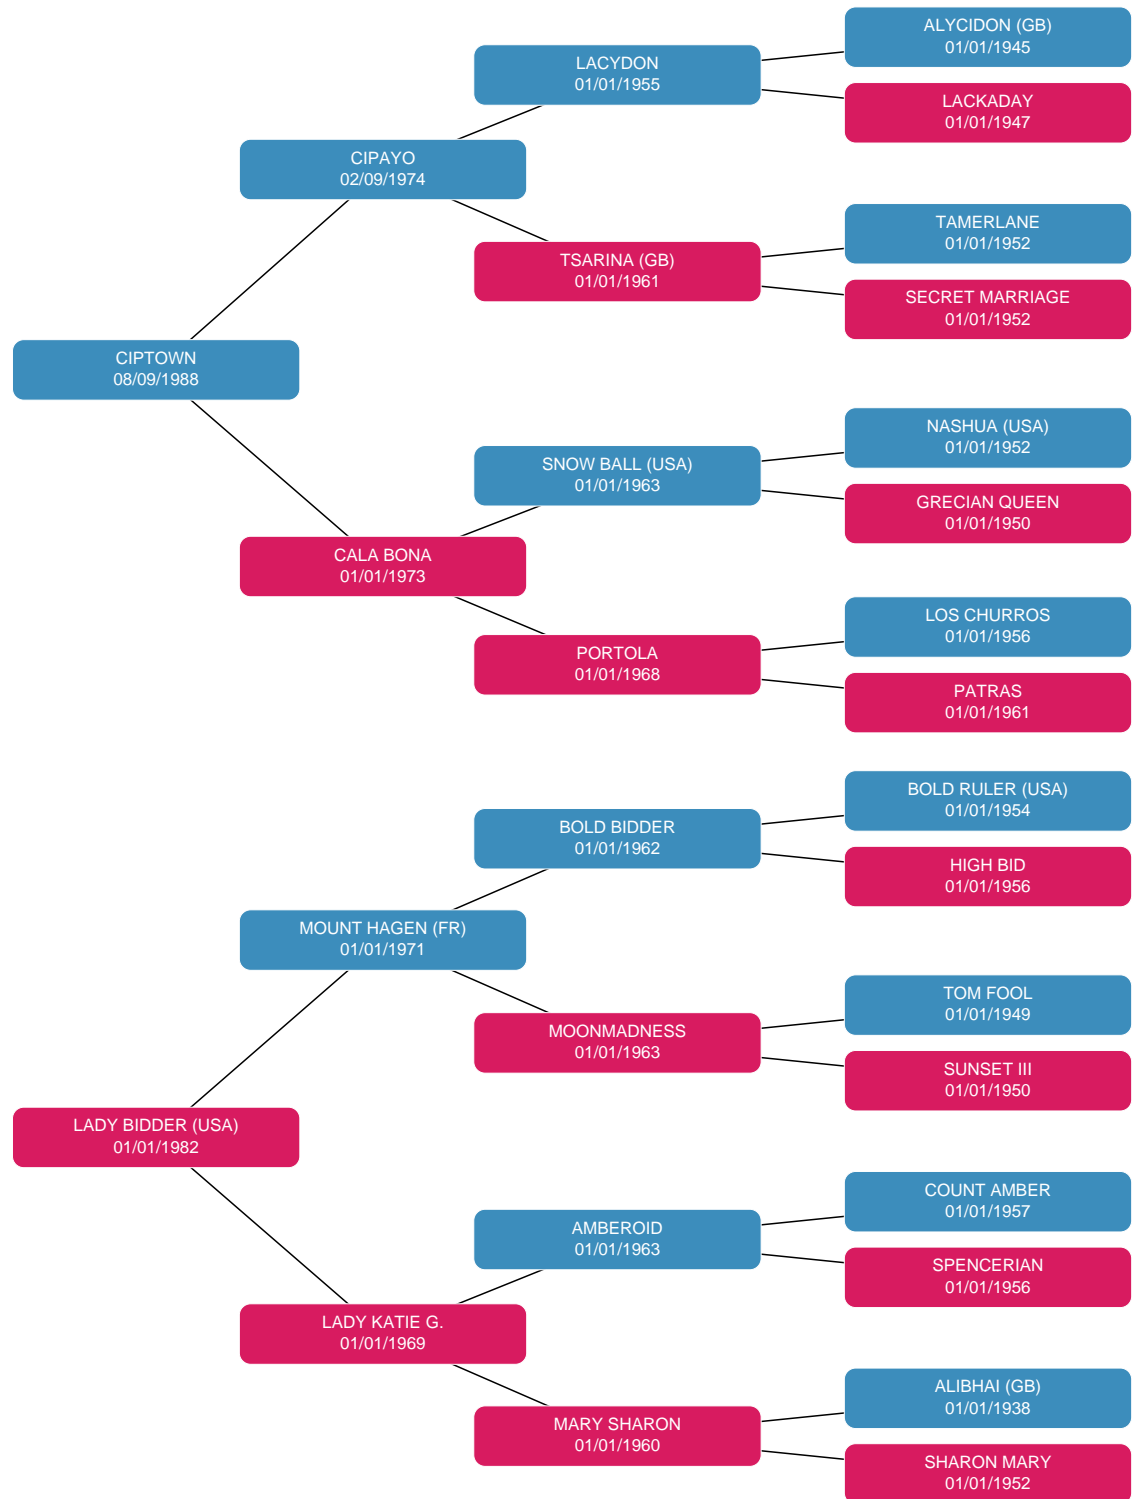 ALYCIDON (GB)
01/01/1945
LACYDON
01/01/1955
LACKADAY
01/01/1947
CIPAYO
02/09/1974
TAMERLANE
01/01/1952
TSARINA (GB)
01/01/1961
SECRET MARRIAGE
01/01/1952
CIPTOWN
08/09/1988
NASHUA (USA)
01/01/1952
SNOW BALL (USA)
01/01/1963
GRECIAN QUEEN
01/01/1950
CALA BONA
01/01/1973
LOS CHURROS
01/01/1956
PORTOLA
01/01/1968
PATRAS
01/01/1961
BOLD RULER (USA)
01/01/1954
BOLD BIDDER
01/01/1962
HIGH BID
01/01/1956
MOUNT HAGEN (FR)
01/01/1971
TOM FOOL
01/01/1949
MOONMADNESS
01/01/1963
SUNSET III
01/01/1950
LADY BIDDER (USA)
01/01/1982
COUNT AMBER
01/01/1957
AMBEROID
01/01/1963
SPENCERIAN
01/01/1956
LADY KATIE G.
01/01/1969
ALIBHAI (GB)
01/01/1938
MARY SHARON
01/01/1960
SHARON MARY
01/01/1952